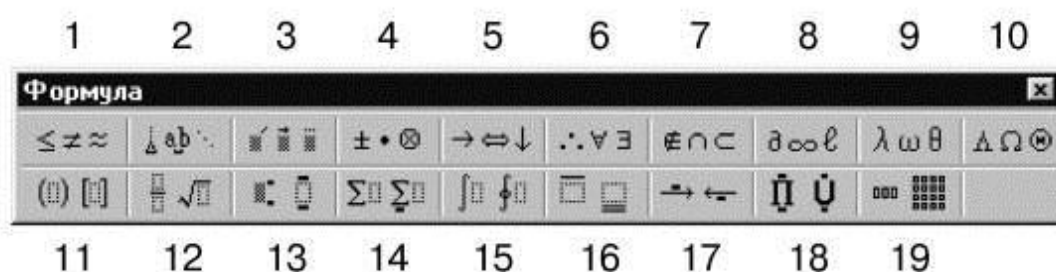 1 2 3 4 5 6 7 8 9 10
Формула
≤ ≠ ≈ ab ± • ⊗ → ⇔ ↓ ∴ ∀ ∃ ∉ ∩ ⊂ ∂ ∞ ℓ λ ω θ Λ Ω ⊛
( ) [ ] √ Σ Σ ∫ ∮ → ← Π U
11 12 13 14 15 16 17 18 19